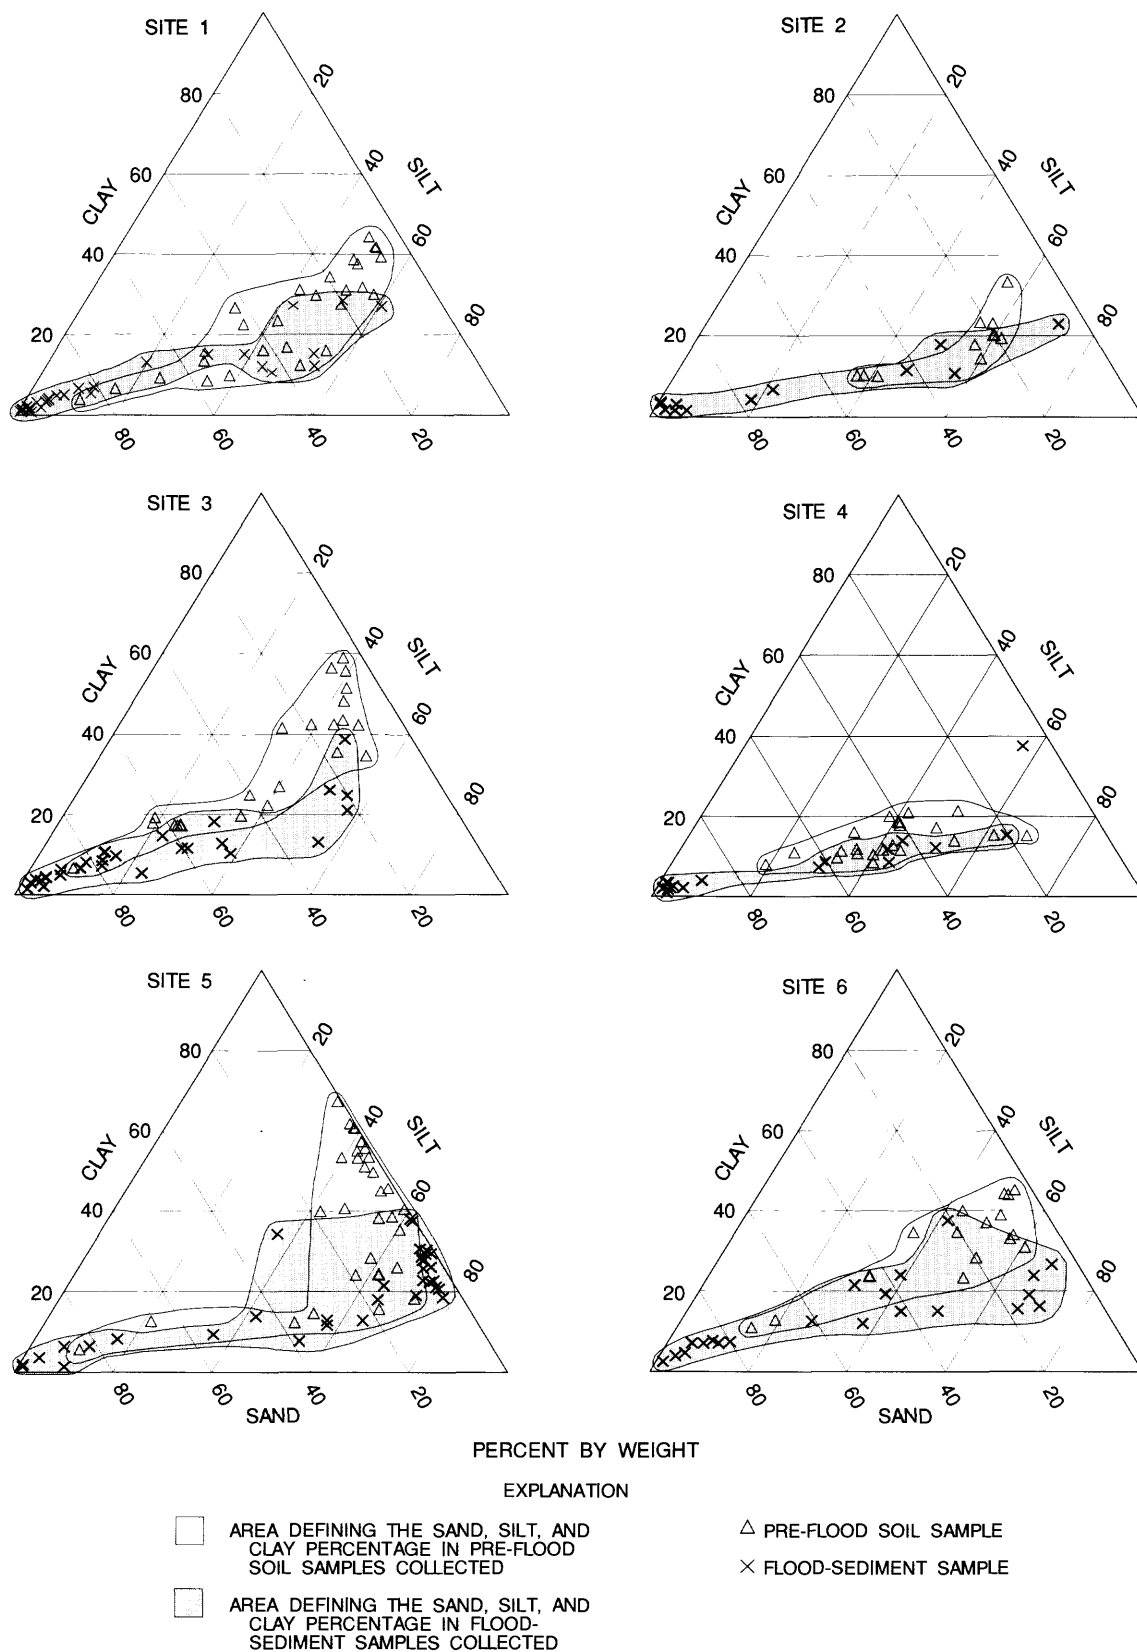 SITE 1
20
80
CLAY
60
40
SILT
40
60
20
80
80
60
40
20
SITE 2
20
80
CLAY
60
40
SILT
40
60
20
80
80
60
40
20
SITE 3
20
80
CLAY
60
40
SILT
40
60
20
80
80
60
40
20
SITE 4
20
80
CLAY
60
40
SILT
40
60
20
80
80
60
40
20
SITE 5
20
80
CLAY
60
40
SILT
40
60
20
80
80
60
40
20
SAND
SITE 6
20
80
CLAY
60
40
SILT
40
60
20
80
80
60
40
20
SAND
PERCENT BY WEIGHT
EXPLANATION
AREA DEFINING THE SAND, SILT, AND
CLAY PERCENTAGE IN PRE-FLOOD
SOIL SAMPLES COLLECTED
AREA DEFINING THE SAND, SILT, AND
CLAY PERCENTAGE IN FLOOD-
SEDIMENT SAMPLES COLLECTED
PRE-FLOOD SOIL SAMPLE
FLOOD-SEDIMENT SAMPLE